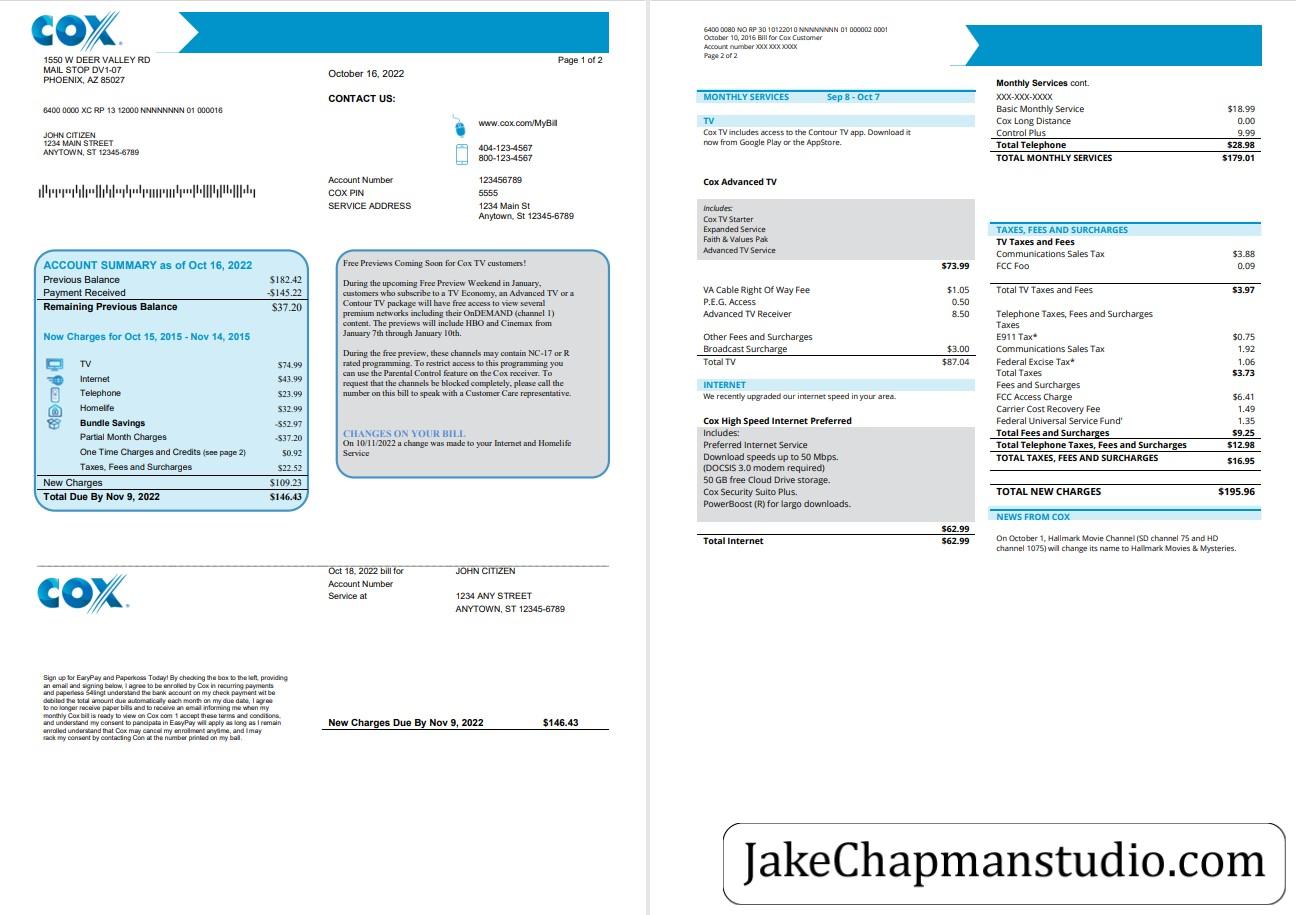 COX
1550 W DEER VALLEY RD
MAIL STOP DV1-07
PHOENIX, AZ 85027
Page 1 of 2
October 16, 2022
CONTACT US:
6400 0000 XC RP 13 12000 NNNNNNNN 01 000016
www.cox.com/MyBill
JOHN CITIZEN
1234 MAIN STREET
ANYTOWN, ST 12345-6789
404-123-4567
800-123-4567
Account Number 123456789
COX PIN 5555
SERVICE ADDRESS 1234 Main St
Anytown, St 12345-6789
ACCOUNT SUMMARY as of Oct 16, 2022
Previous Balance $182.42
Payment Received -$145.22
Remaining Previous Balance $37.20
Now Charges for Oct 15, 2015 - Nov 14, 2015
TV $74.99
Internet $43.99
Telephone $23.99
Homelife $32.99
Bundle Savings -$52.97
Partial Month Charges -$37.20
One Time Charges and Credits (see page 2) $0.92
Taxes, Fees and Surcharges $22.52
New Charges $109.23
Total Due By Nov 9, 2022 $146.43
Free Previews Coming Soon for Cox TV customers!
During the upcoming Free Preview Weekend in January,
customers who subscribe to a TV Economy, an Advanced TV or a
Contour TV package will have free access to view several
premium networks including their OnDEMAND (channel 1)
content. The previews will include HBO and Cinemax from
January 7th through January 10th.
During the free preview, these channels may contain NC-17 or R
rated programming. To restrict access to this programming you
can use the Parental Control feature on the Cox receiver. To
request that the channels be blocked completely, please call the
number on this bill to speak with a Customer Care representative.
CHANGES ON YOUR BILL
On 10/11/2022 a change was made to your Internet and Homelife
Service
COX
Oct 18, 2022 bill for JOHN CITIZEN
Account Number
Service at 1234 ANY STREET
ANYTOWN, ST 12345-6789
Sign up for EaryPay and Paperkoss Today! By checking the box to the left, providing
an email and signing below, I agree to be enrolled by Cox in recurring payments
and paperless 54lingt understand the bank account on my check payment wit be
debiled the total amount due automatically each month on my due date, I agree
to no longer receive paper bills and to receive an email informing me when my
monthly Cox bill is ready to view on Cox com 1 accept these terms and conditions,
and understand my consent to pancipata in EasyPay will apply as long as I remain
enrolled understand that Cox may cancel my enrollment anytime, and I may
rack my consent by contacting Con at the number printed on my ball.
New Charges Due By Nov 9, 2022 $146.43
6400 0080 NO RP 30 10122010 NNNNNNNN 01 000002 0001
October 10, 2016 Bill for Cox Customer
Account number XXX XXX XXXX
Page 2 of 2
MONTHLY SERVICES Sep 8 - Oct 7
TV
Cox TV includes access to the Contour TV app. Download it
now from Google Play or the AppStore.
Cox Advanced TV
Includes:
Cox TV Starter
Expanded Service
Faith & Values Pak
Advanced TV Service
$73.99
VA Cable Right Of Way Fee $1.05
P.E.G. Access 0.50
Advanced TV Receiver 8.50
Other Fees and Surcharges
Broadcast Surcharge $3.00
Total TV $87.04
INTERNET
We recently upgraded our internet speed in your area.
Cox High Speed Internet Preferred
Includes:
Preferred Internet Service
Download speeds up to 50 Mbps.
(DOCSIS 3.0 modem required)
50 GB free Cloud Drive storage.
Cox Security Suito Plus.
PowerBoost (R) for largo downloads.
$62.99
Total Internet $62.99
Monthly Services cont.
XXX-XXX-XXXX
Basic Monthly Service $18.99
Cox Long Distance 0.00
Control Plus 9.99
Total Telephone $28.98
TOTAL MONTHLY SERVICES $179.01
TAXES, FEES AND SURCHARGES
TV Taxes and Fees
Communications Sales Tax $3.88
FCC Foo 0.09
Total TV Taxes and Fees $3.97
Telephone Taxes, Fees and Surcharges
Taxes
E911 Tax* $0.75
Communications Sales Tax 1.92
Federal Excise Tax* 1.06
Total Taxes $3.73
Fees and Surcharges
FCC Access Charge $6.41
Carrier Cost Recovery Fee 1.49
Federal Universal Service Fund' 1.35
Total Fees and Surcharges $9.25
Total Telephone Taxes, Fees and Surcharges $12.98
TOTAL TAXES, FEES AND SURCHARGES $16.95
TOTAL NEW CHARGES $195.96
NEWS FROM COX
On October 1, Hallmark Movie Channel (SD channel 75 and HD
channel 1075) will change its name to Hallmark Movies & Mysteries.
JakeChapmanstudio.com